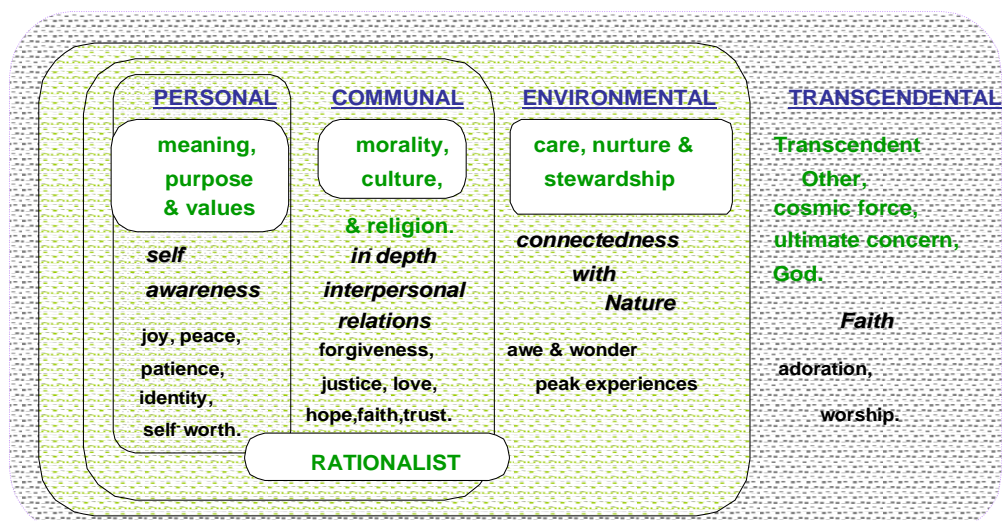 PERSONAL
meaning,
purpose
& values
self
awareness
joy, peace,
patience,
identity,
self-worth.
COMMUNAL
morality,
culture,
& religion.
in depth
interpersonal
relations
forgiveness,
justice, love,
hope,faith,trust.
RATIONALIST
ENVIRONMENTAL
care, nurture &
stewardship
connectedness
with
Nature
awe & wonder
peak experiences
TRANSCENDENTAL
Transcendent
Other,
cosmic force,
ultimate concern,
God.
Faith
adoration,
worship.